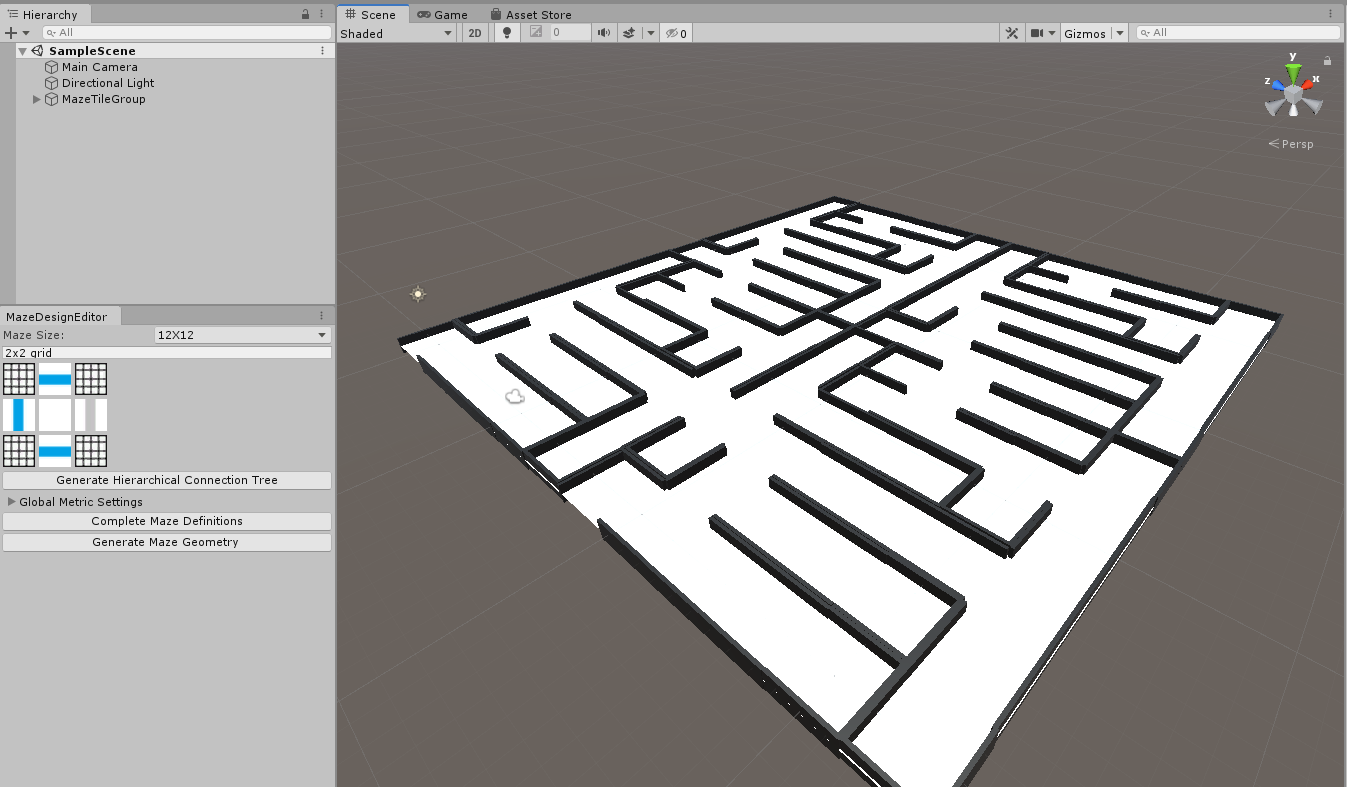 Hierarchy
All
SampleScene
Main Camera
Directional Light
MazeTileGroup
MazeDesignEditor
Maze Size: 12X12
2x2 grid
Generate Hierarchical Connection Tree
Global Metric Settings
Complete Maze Definitions
Generate Maze Geometry
Scene Game Asset Store
Shaded 2D 0 0 Gizmos All
y
z x
Persp